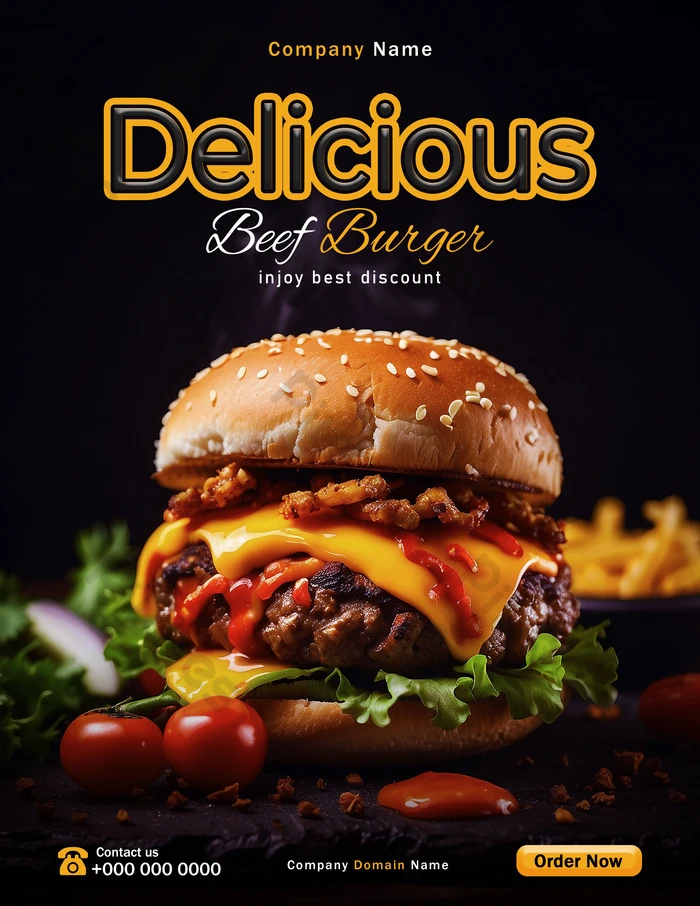 Company Name
Delicious
Beef Burger
injoy best discount
Contact us
+000 000 0000
Company Domain Name
Order Now